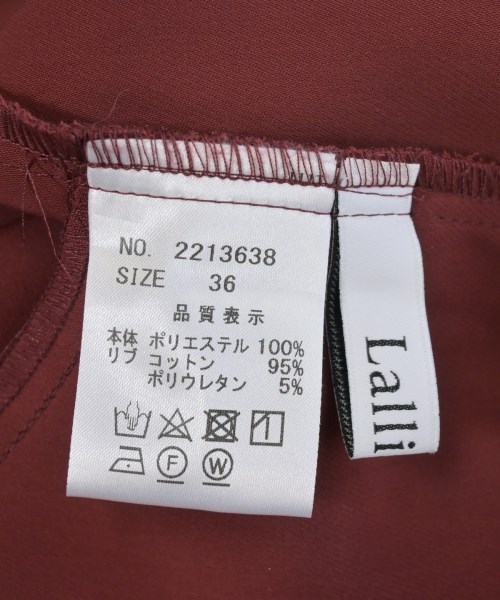 NO. 2213638
SIZE 36
品質表示
本体 ポリエステル 100%
リブ コットン 95%
ポリウレタン 5%
F W
Lalli